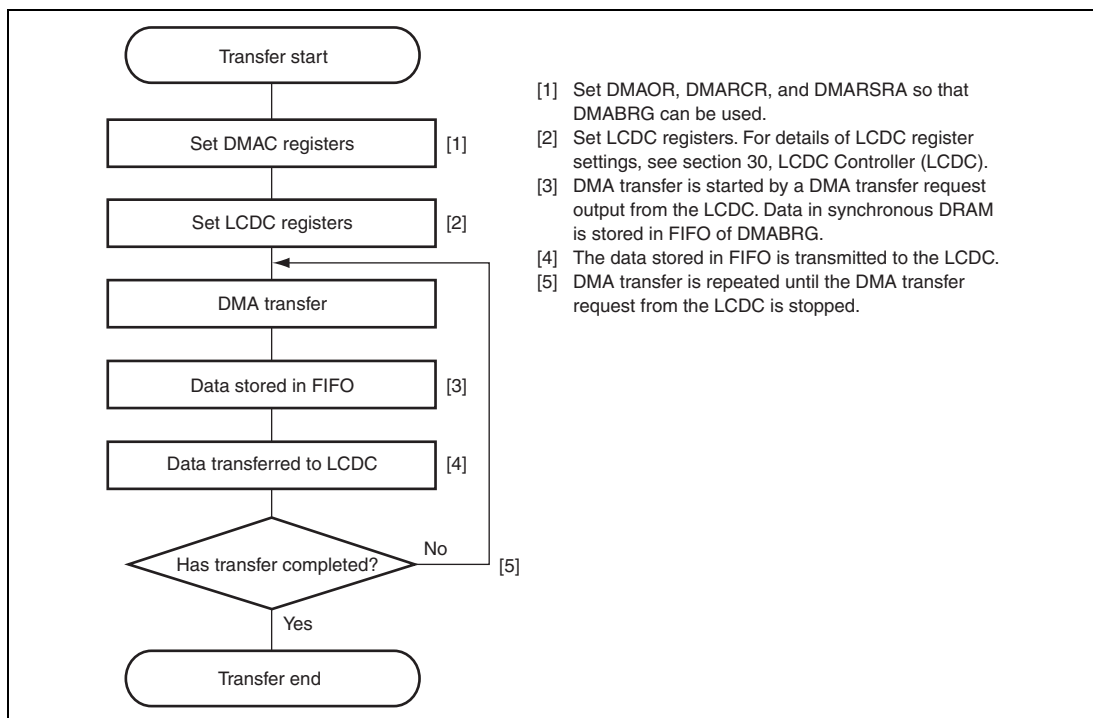 Transfer start
Set DMAC registers [1]
Set LCDC registers [2]
DMA transfer
Data stored in FIFO [3]
Data transferred to LCDC [4]
Has transfer completed? No [5]
Yes
Transfer end
[1] Set DMAOR, DMARCR, and DMARSRA so that
DMABRG can be used.
[2] Set LCDC registers. For details of LCDC register
settings, see section 30, LCDC Controller (LCDC).
[3] DMA transfer is started by a DMA transfer request
output from the LCDC. Data in synchronous DRAM
is stored in FIFO of DMABRG.
[4] The data stored in FIFO is transmitted to the LCDC.
[5] DMA transfer is repeated until the DMA transfer
request from the LCDC is stopped.